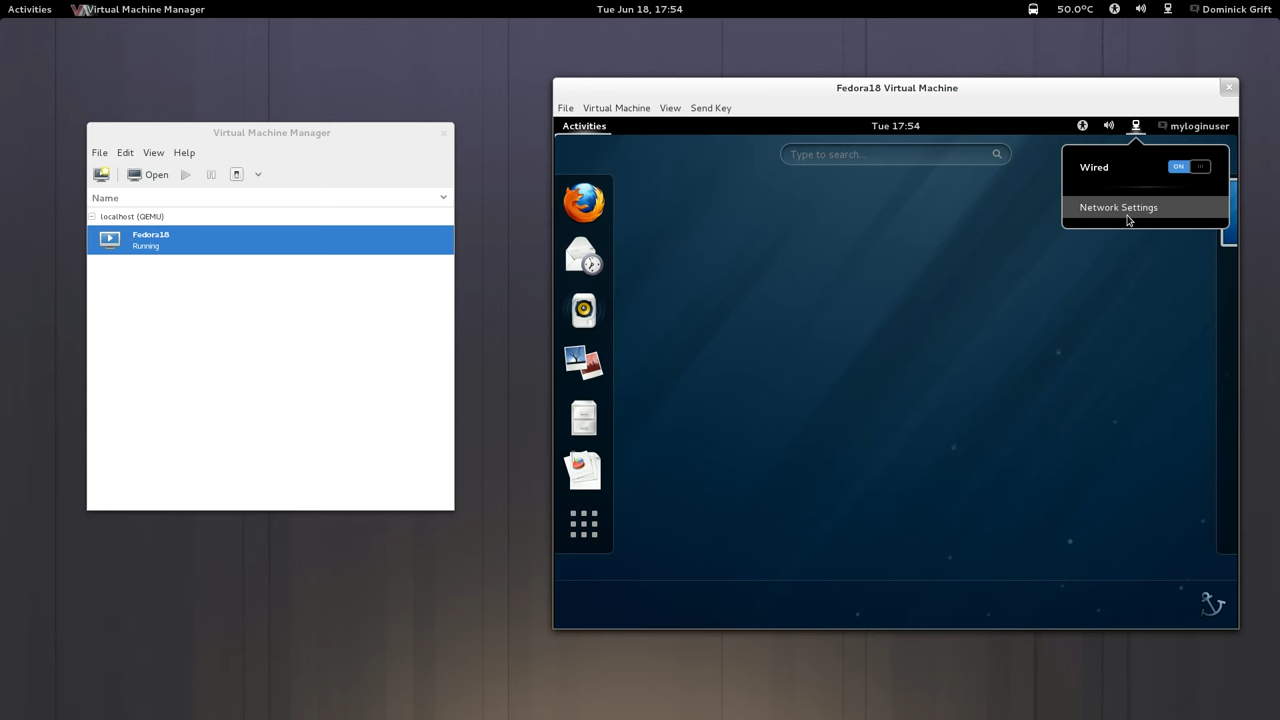 Activities Virtual Machine Manager Tue Jun 18, 17:54 50.0ºC Dominick Grift
Virtual Machine Manager
File Edit View Help
Open
Name
localhost (QEMU)
Fedora18
Running
Fedora18 Virtual Machine
File Virtual Machine View Send Key
Activities Tue 17:54 myloginuser
Type to search...
Wired ON
Network Settings